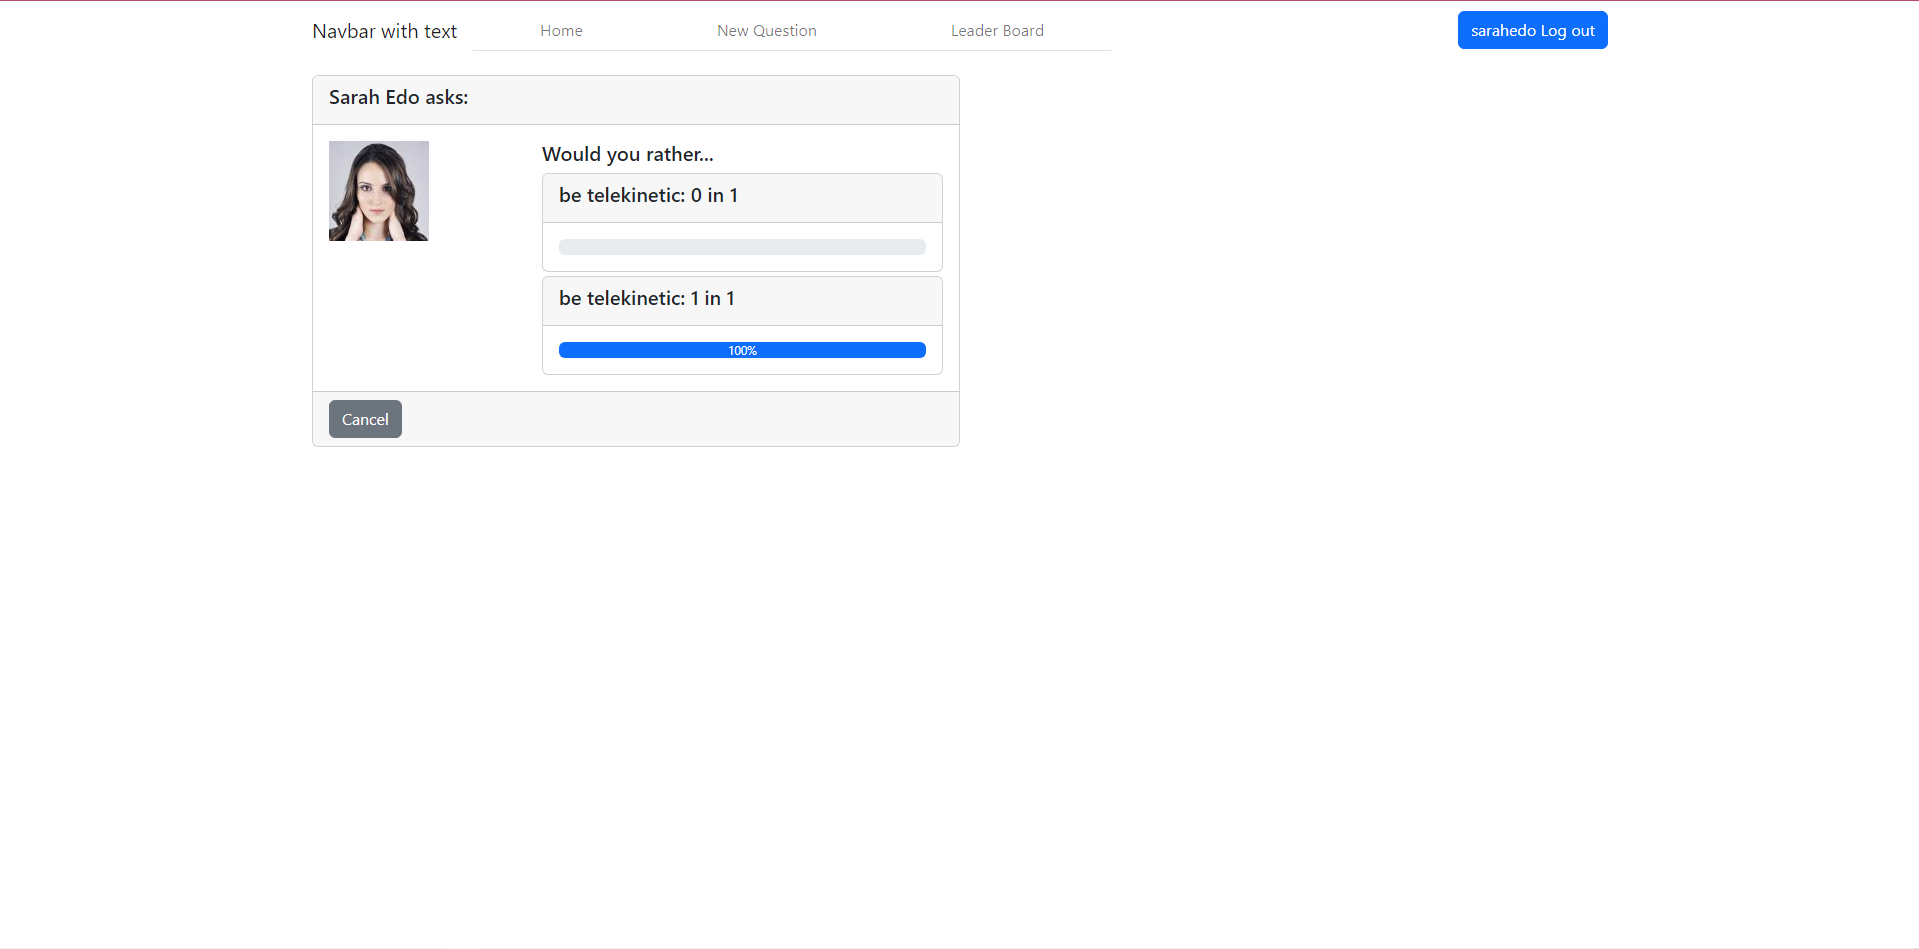 Navbar with text
Home
New Question
Leader Board
sarahedo Log out
Sarah Edo asks:
Would you rather...
be telekinetic: 0 in 1
be telekinetic: 1 in 1
100%
Cancel